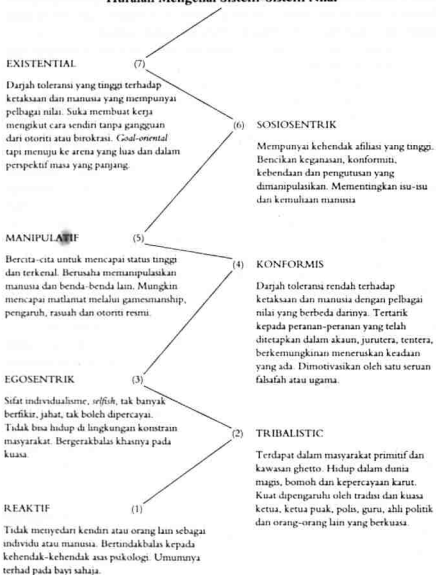 Huraian Mengenai Sistem-Sistem Nilai
EXISTENTIAL (7)
Darjah toleransi yang tinggi terhadap
ketaksaan dan manusia yang mempunyai
pelbagai nilai. Suka membuat kerja
mengikut cara sendiri tanpa gangguan
dari otoriti atau birokrasi. Goal-oriental
tapi menuju ke arena yang luas dan dalam
perspektif masa yang panjang.
(6) SOSIOSENTRIK
Mempunyai kehendak afiliasi yang tinggi.
Bencikan keganasan, konformiti,
kebendaan dan pengutusan yang
dimanipulasikan. Mementingkan isu-isu
dan kemuliaan manusia
MANIPULATIF (5)
Bercita-cita untuk mencapai status tinggi
dan terkenal. Berusaha memanipulasikan
manusia dan benda-benda lain. Mungkin
mencapai matlamat melalui gamesmanship,
pengaruh, rasuah dan otoriti resmi.
(4) KONFORMIS
Darjah toleransi rendah terhadap
ketaksaan dan manusia dengan pelbagai
nilai yang berbeda darinya. Tertarik
kepada peranan-peranan yang telah
ditetapkan dalam akaun, jurutera, tentera,
berkemungkinan meneruskan keadaan
yang ada. Dimotivasikan oleh satu seruan
falsafah atau ugama.
EGOSENTRIK (3)
Sifat individualisme, selfish, tak banyak
berfikir, jahat, tak boleh dipercayai.
Tidak bisa hidup di lingkungan konstrain
masyarakat. Bergerakbalas khasnya pada
kuasa.
(2) TRIBALISTIC
Terdapat dalam masyarakat primitif dan
kawasan ghetto. Hidup dalam dunia
magis, bomoh dan kepercayaan karut.
Kuat dipengarulu oleh tradisi dan kuasa
ketua, ketua puak, polis, guru, ahli politik
dan orang-orang lain yang berkuasa.
REAKTIF (1)
Tidak menyedari kendiri atau orang lain sebagai
individu atau manusia. Bertindakbalas kepada
kehendak-kehendak asas psikologi. Umumnya
terhad pada bayi sahaja.